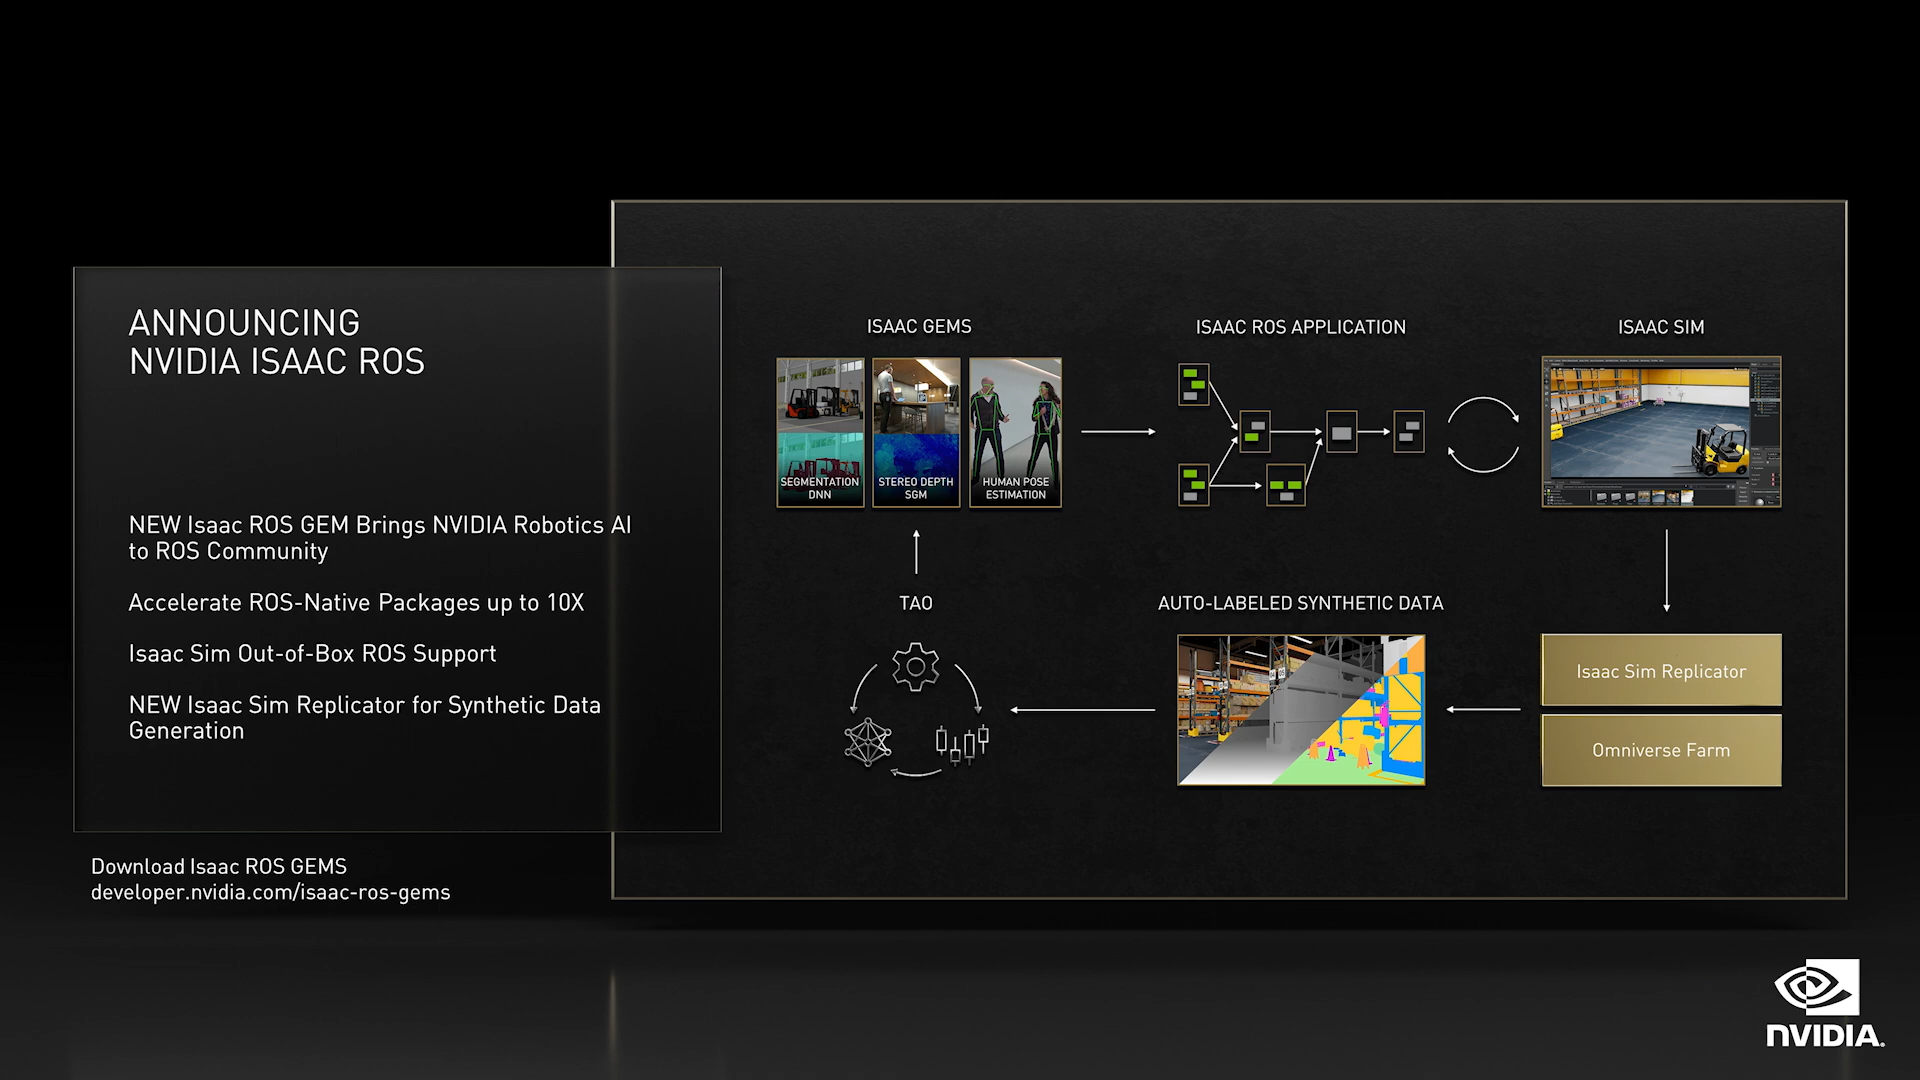 ANNOUNCING
NVIDIA ISAAC ROS
NEW Isaac ROS GEM Brings NVIDIA Robotics AI
to ROS Community
Accelerate ROS-Native Packages up to 10X
Isaac Sim Out-of-Box ROS Support
NEW Isaac Sim Replicator for Synthetic Data
Generation
Download Isaac ROS GEMS
developer.nvidia.com/isaac-ros-gems
ISAAC GEMS
SEGMENTATION
DNN
STEREO DEPTH
SGM
HUMAN POSE
ESTIMATION
ISAAC ROS APPLICATION
ISAAC SIM
TAO
AUTO-LABELED SYNTHETIC DATA
Isaac Sim Replicator
Omniverse Farm
NVIDIA.